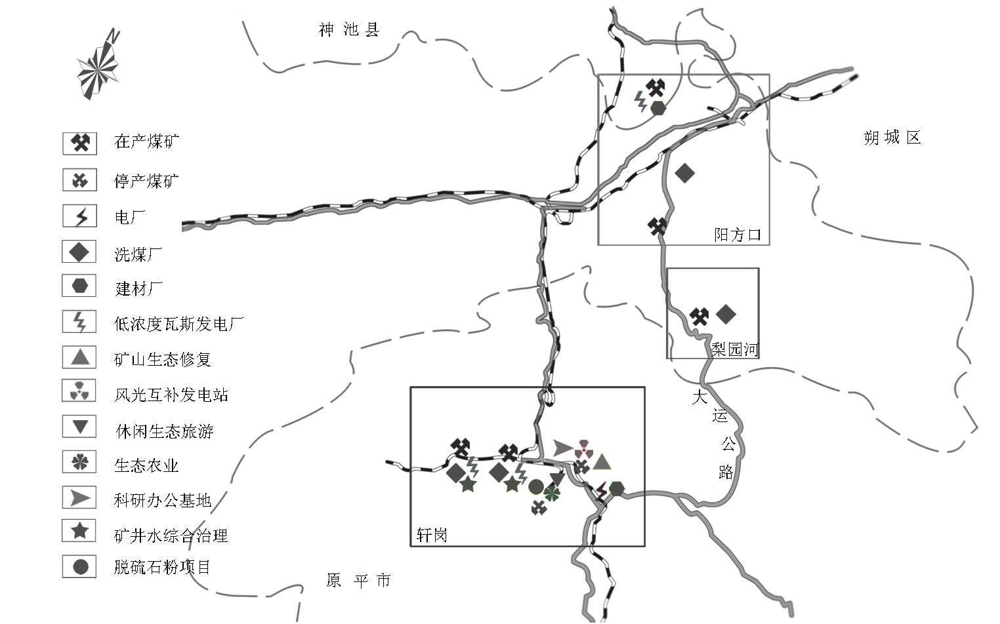 神池县
N
朔城区
在产煤矿
停产煤矿
电厂
洗煤厂
建材厂
低浓度瓦斯发电厂
矿山生态修复
风光互补发电站
休闲生态旅游
生态农业
科研办公基地
矿井水综合治理
脱硫石粉项目
阳方口
梨园河
大运公路
轩岗
原平市